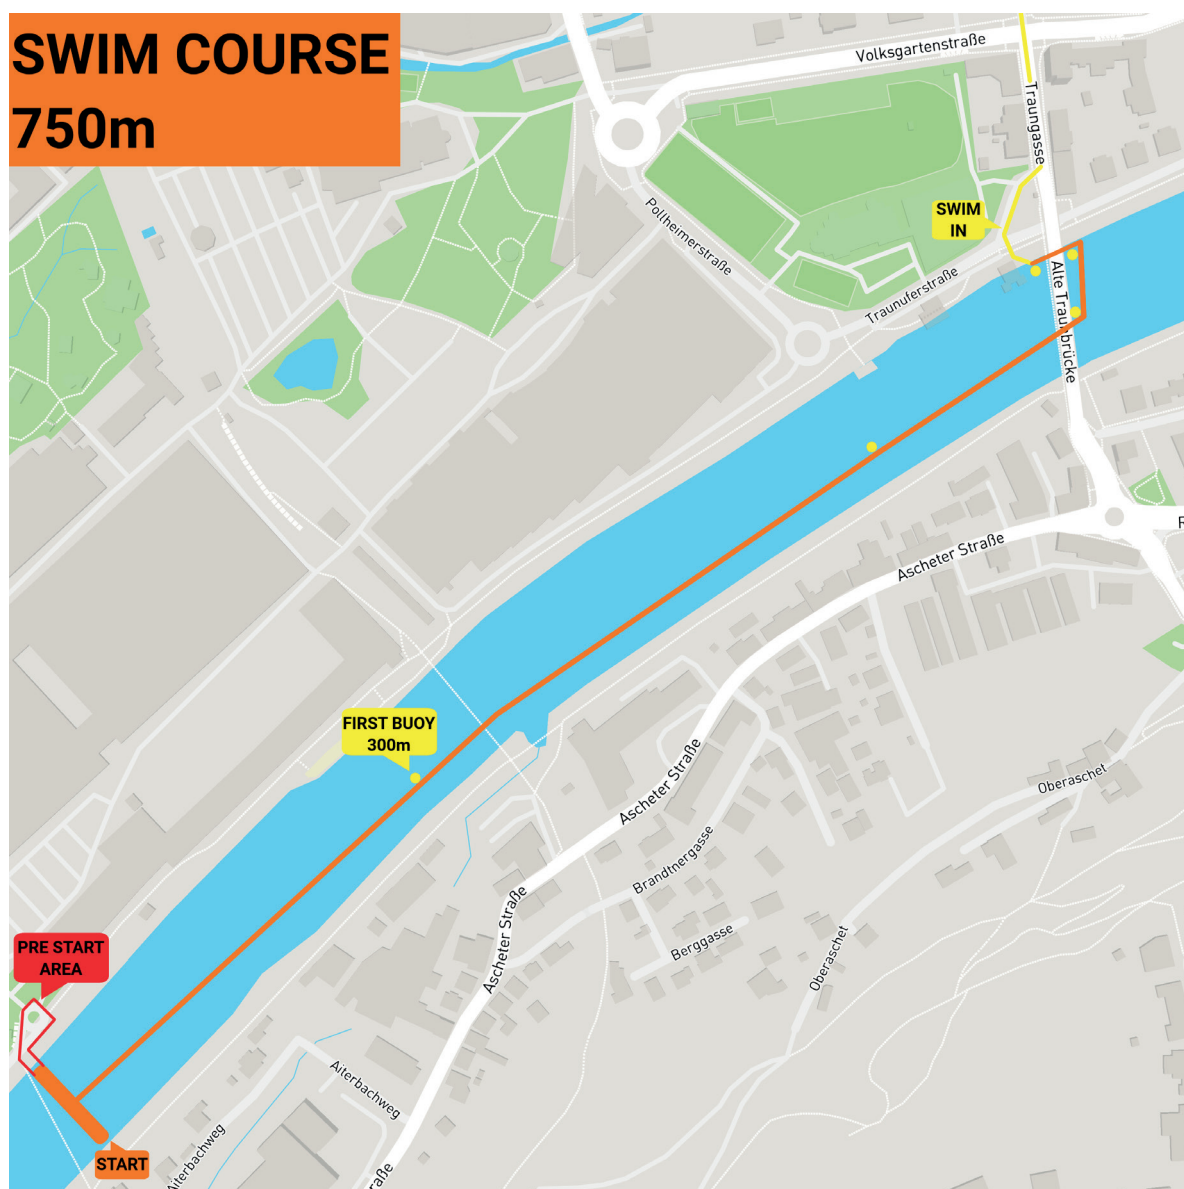 SWIM COURSE
750m
Volksgartenstraße
Traungasse
SWIM
IN
Pollheimerstraße
Traunuferstraße
Alte Traunbrücke
Ascheter Straße
R
FIRST BUOY
300m
Ascheter Straße
Oberaschet
Brandtnergasse
Ascheter Straße
Berggasse
Oberaschet
PRE START
AREA
Aiterbachweg
Aiterbachweg
START
raße